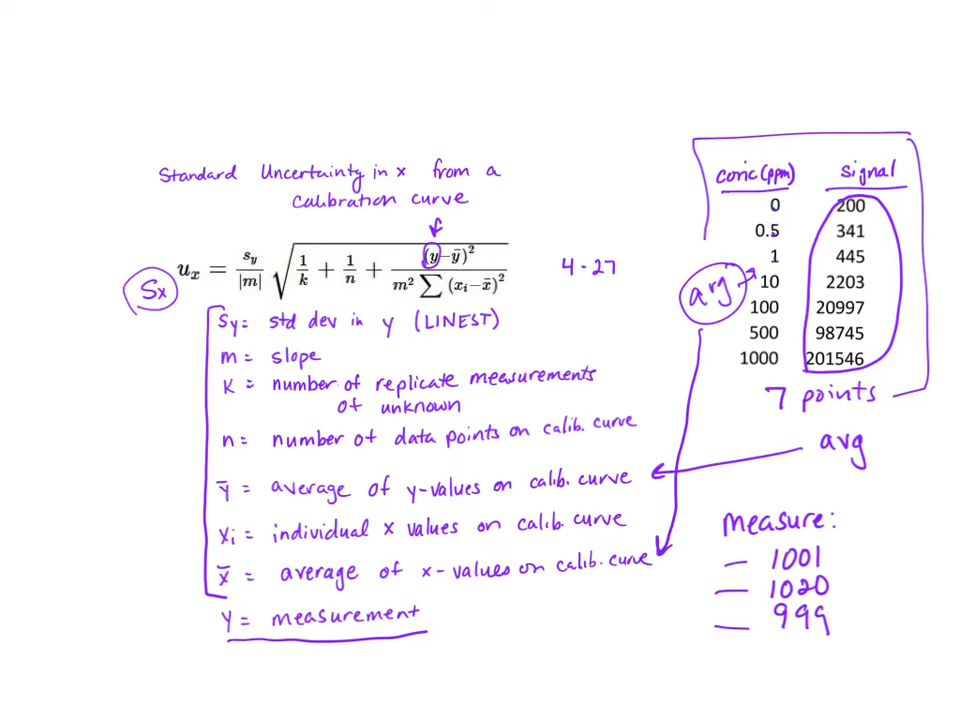 Standard Uncertainty in x from a
Calibration curve
u_x = s_y/|m| √(1/k + 1/n + (y−ȳ)²/(m² ∑ (x_i−x̄)²))
4-27
Sx
Sy= std dev in y (LINEST)
m = slope
K = number of replicate measurements
of unknown
n = number of data points on calib. curve
ȳ = average of y-values on calib. curve
Xi = individual x values on calib. curve
x̄ = average of x-values on calib. curve
Y = measurement
conc(ppm) signal
0 200
0.5 341
1 445
10 2203
100 20997
500 98745
1000 201546
7 points
avg
avg
measure:
— 1001
— 1020
— 999